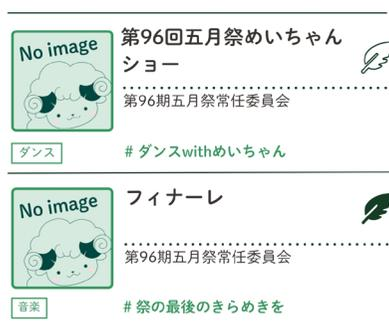 No image
第96回五月祭めいちゃん
ショー
第96期五月祭常任委員会
ダンス
# ダンスwithめいちゃん
No image
フィナーレ
第96期五月祭常任委員会
音楽
# 祭の最後のきらめきを